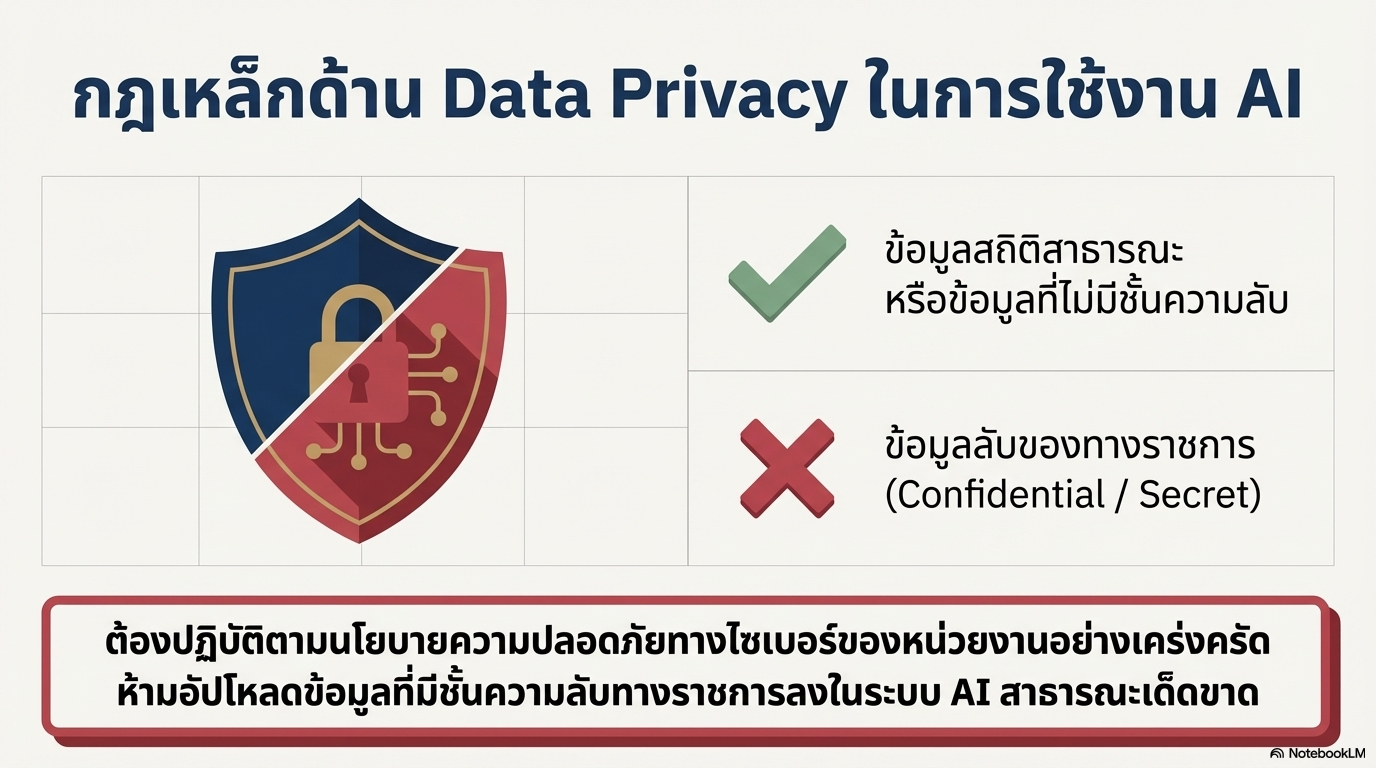 กฎเหล็กด้าน Data Privacy ในการใช้งาน AI
ข้อมูลสถิติสาธารณะ
หรือข้อมูลที่ไม่มีชั้นความลับ
ข้อมูลลับของทางราชการ
(Confidential / Secret)
ต้องปฏิบัติตามนโยบายความปลอดภัยทางไซเบอร์ของหน่วยงานอย่างเคร่งครัด
ห้ามอัปโหลดข้อมูลที่มีชั้นความลับทางราชการลงในระบบ AI สาธารณะเด็ดขาด
NotebookLM